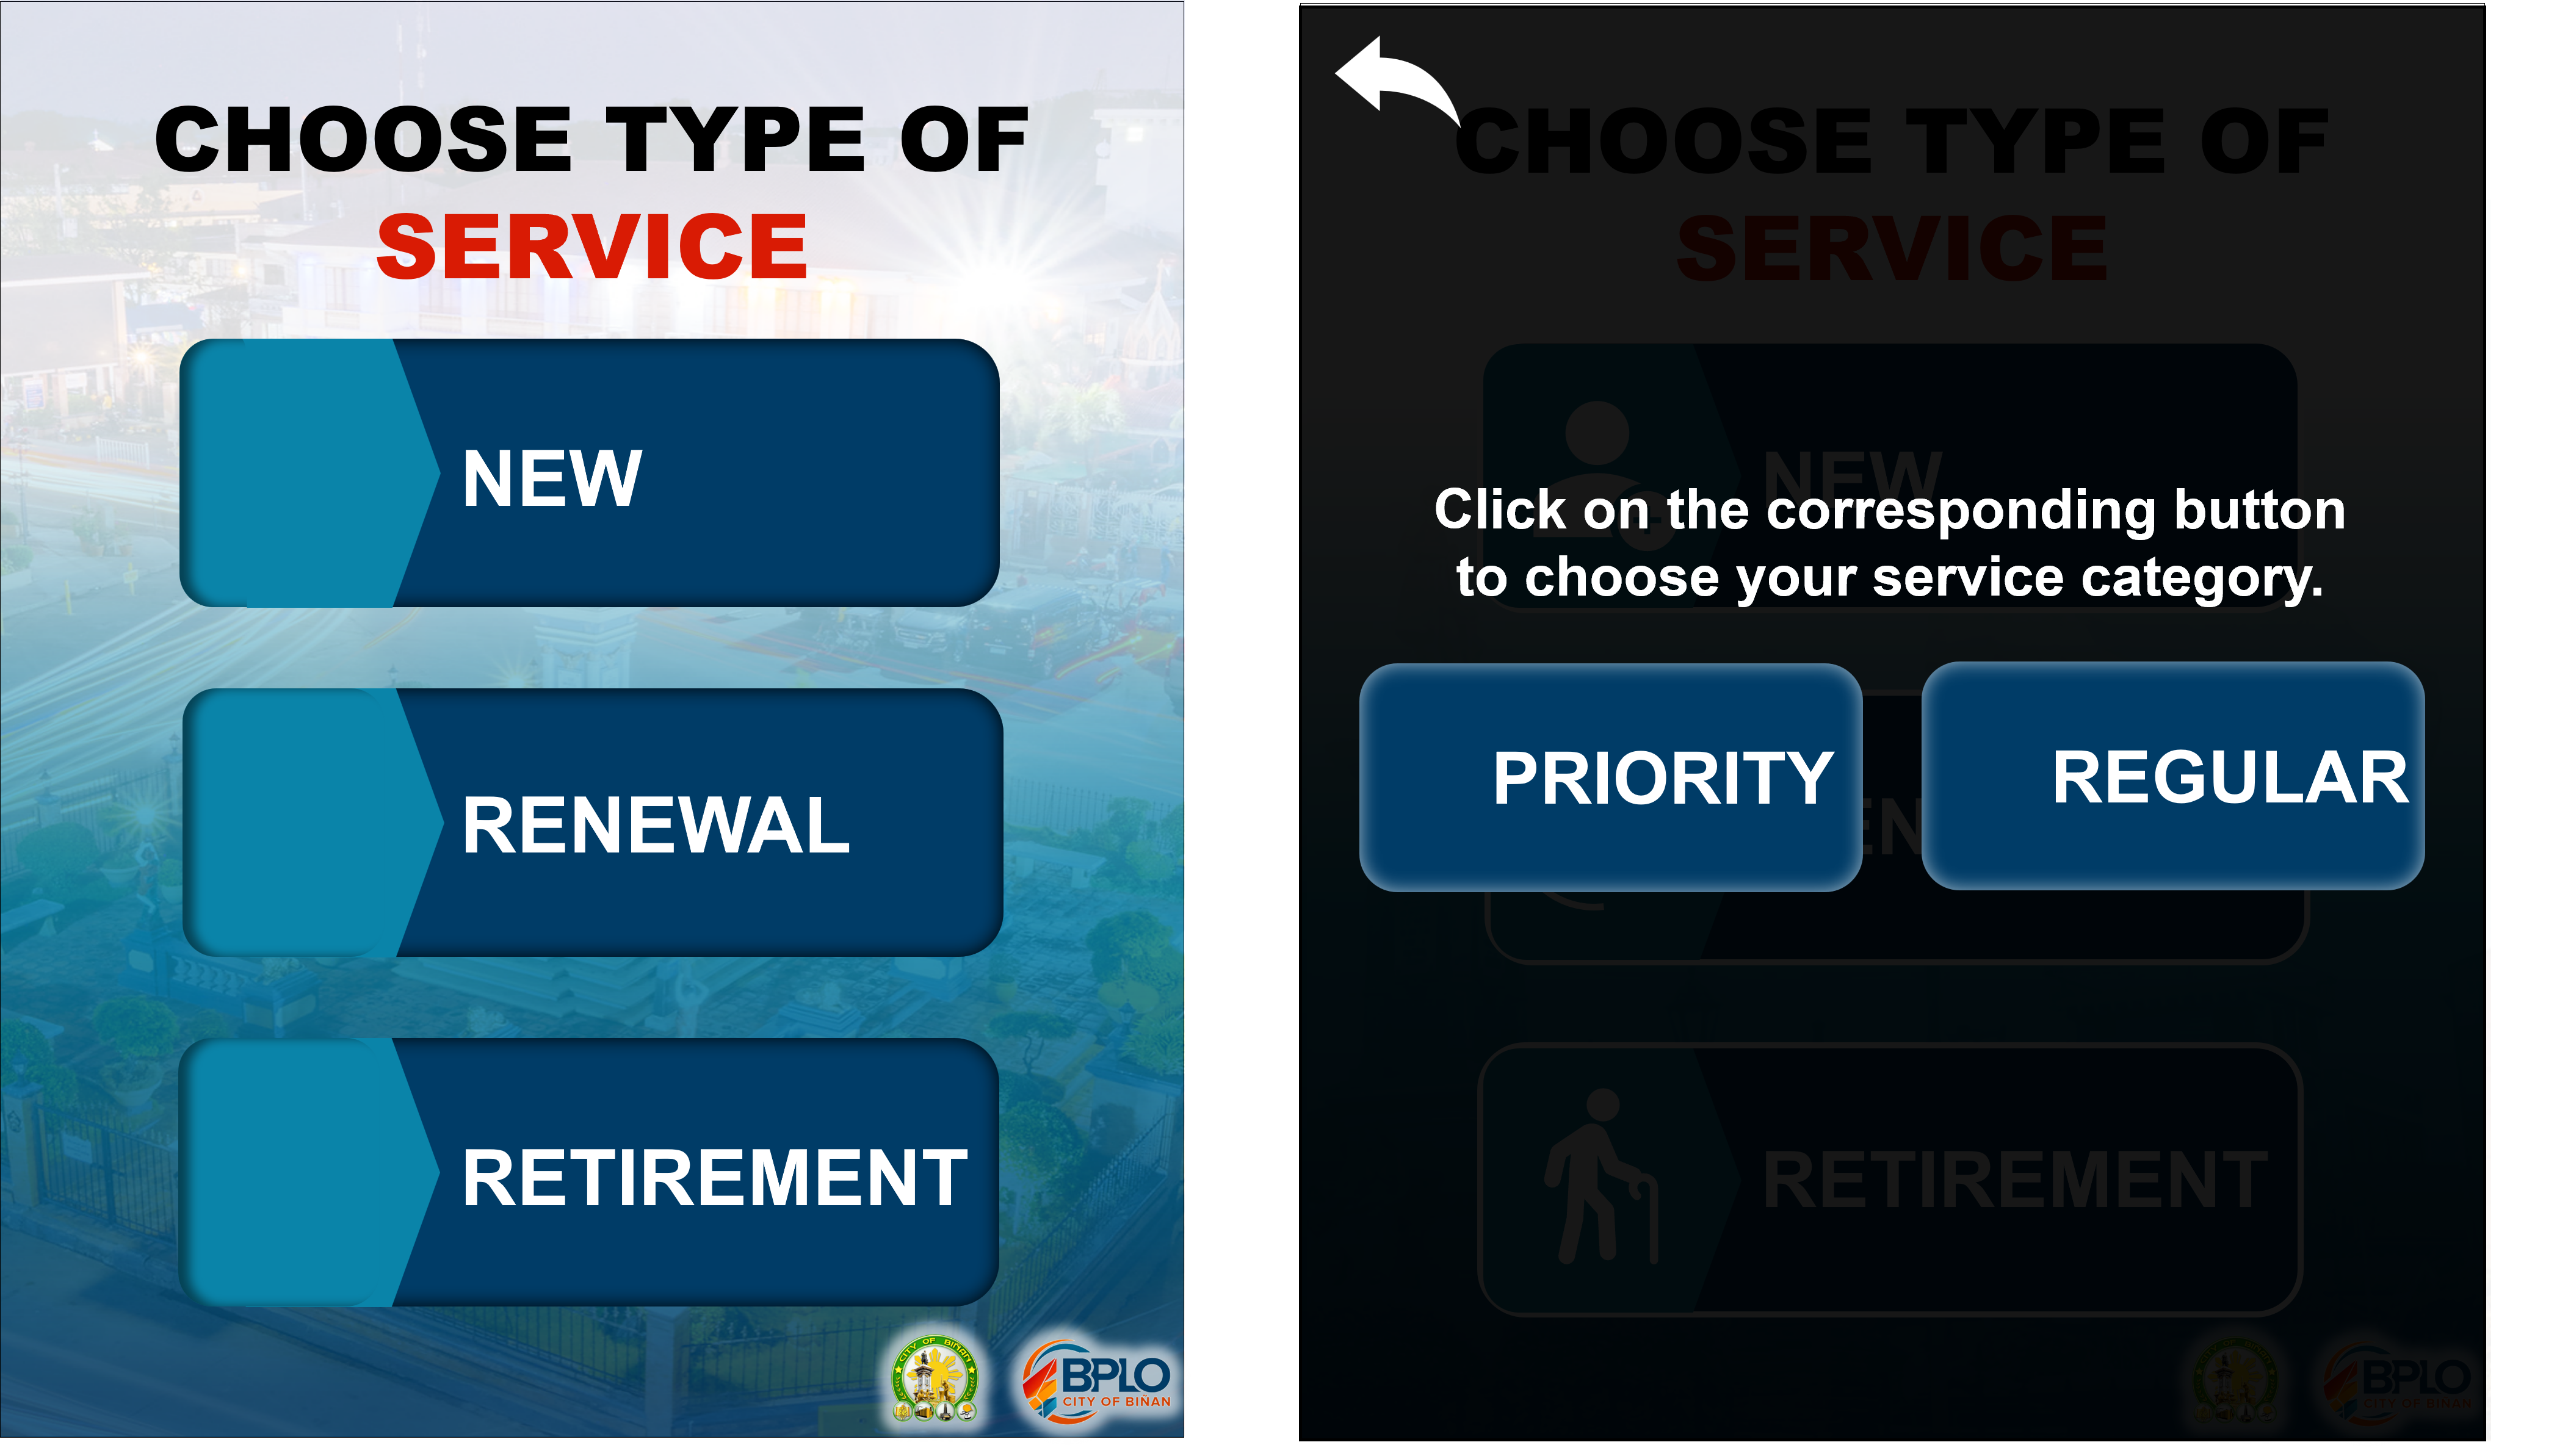 CHOOSE TYPE OF
SERVICE
NEW
RENEWAL
RETIREMENT
CITY OF BIÑAN
BPLO
CITY OF BIÑAN
CHOOSE TYPE OF
SERVICE
NEW
Click on the corresponding button
to choose your service category.
PRIORITY
REGULAR
EN
RETIREMENT
BPLO
CITY OF BIÑAN